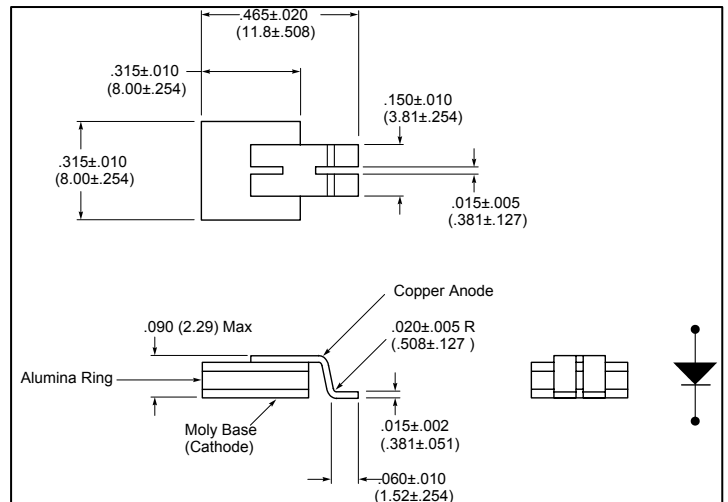 .465±.020
(11.8±.508)
.315±.010
(8.00±.254)
.150±.010
(3.81±.254)
.315±.010
(8.00±.254)
.015±.005
(.381±.127)
Copper Anode
.090 (2.29) Max
.020±.005 R
(.508±.127 )
Alumina Ring
Moly Base
(Cathode)
.015±.002
(.381±.051)
.060±.010
(1.52±.254)